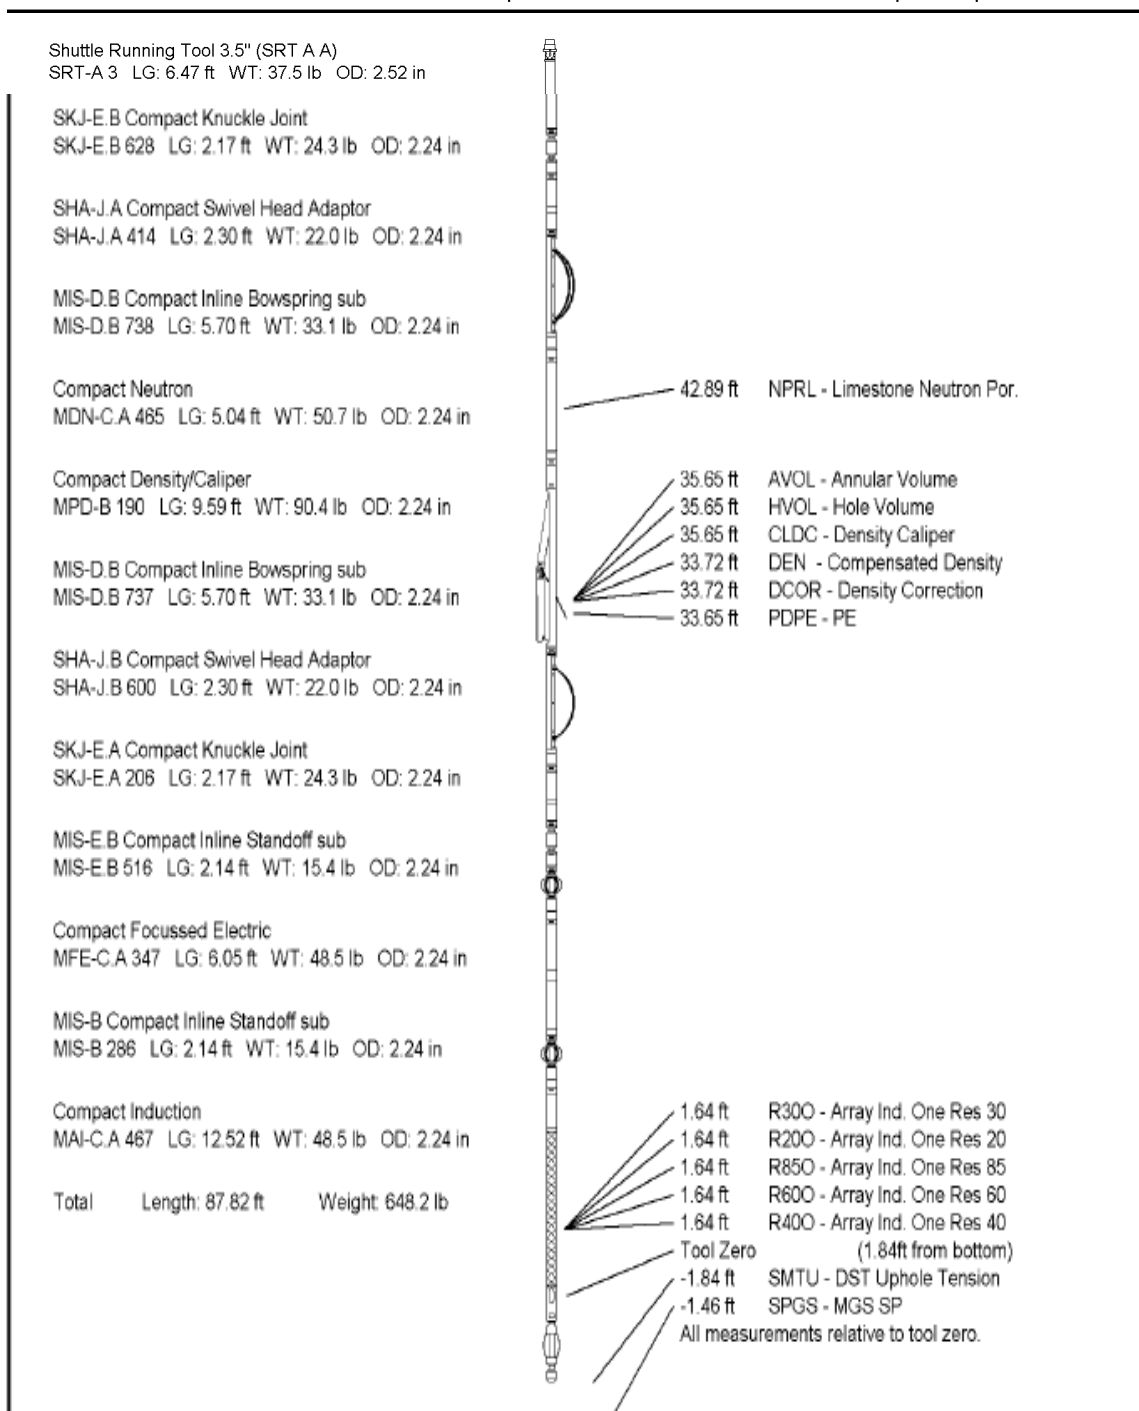 Shuttle Running Tool 3.5" (SRT A A)
SRT-A 3 LG: 6.47 ft WT: 37.5 lb OD: 2.52 in
SKJ-E.B Compact Knuckle Joint
SKJ-E.B 628 LG: 2.17 ft WT: 24.3 lb OD: 2.24 in
SHA-J.A Compact Swivel Head Adaptor
SHA-J.A 414 LG: 2.30 ft WT: 22.0 lb OD: 2.24 in
MIS-D.B Compact Inline Bowspring sub
MIS-D.B 738 LG: 5.70 ft WT: 33.1 lb OD: 2.24 in
Compact Neutron
MDN-C.A 465 LG: 5.04 ft WT: 50.7 lb OD: 2.24 in
42.89 ft NPRL - Limestone Neutron Por.
Compact Density/Caliper
MPD-B 190 LG: 9.59 ft WT: 90.4 lb OD: 2.24 in
MIS-D.B Compact Inline Bowspring sub
MIS-D.B 737 LG: 5.70 ft WT: 33.1 lb OD: 2.24 in
35.65 ft AVOL - Annular Volume
35.65 ft HVOL - Hole Volume
35.65 ft CLDC - Density Caliper
33.72 ft DEN - Compensated Density
33.72 ft DCOR - Density Correction
33.65 ft PDPE - PE
SHA-J.B Compact Swivel Head Adaptor
SHA-J.B 600 LG: 2.30 ft WT: 22.0 lb OD: 2.24 in
SKJ-E.A Compact Knuckle Joint
SKJ-E.A 206 LG: 2.17 ft WT: 24.3 lb OD: 2.24 in
MIS-E.B Compact Inline Standoff sub
MIS-E.B 516 LG: 2.14 ft WT: 15.4 lb OD: 2.24 in
Compact Focussed Electric
MFE-C.A 347 LG: 6.05 ft WT: 48.5 lb OD: 2.24 in
MIS-B Compact Inline Standoff sub
MIS-B 286 LG: 2.14 ft WT: 15.4 lb OD: 2.24 in
Compact Induction
MAI-C.A 467 LG: 12.52 ft WT: 48.5 lb OD: 2.24 in
Total Length: 87.82 ft Weight: 648.2 lb
1.64 ft R30O - Array Ind. One Res 30
1.64 ft R20O - Array Ind. One Res 20
1.64 ft R85O - Array Ind. One Res 85
1.64 ft R60O - Array Ind. One Res 60
1.64 ft R40O - Array Ind. One Res 40
Tool Zero (1.84ft from bottom)
-1.84 ft SMTU - DST Uphole Tension
-1.46 ft SPGS - MGS SP
All measurements relative to tool zero.